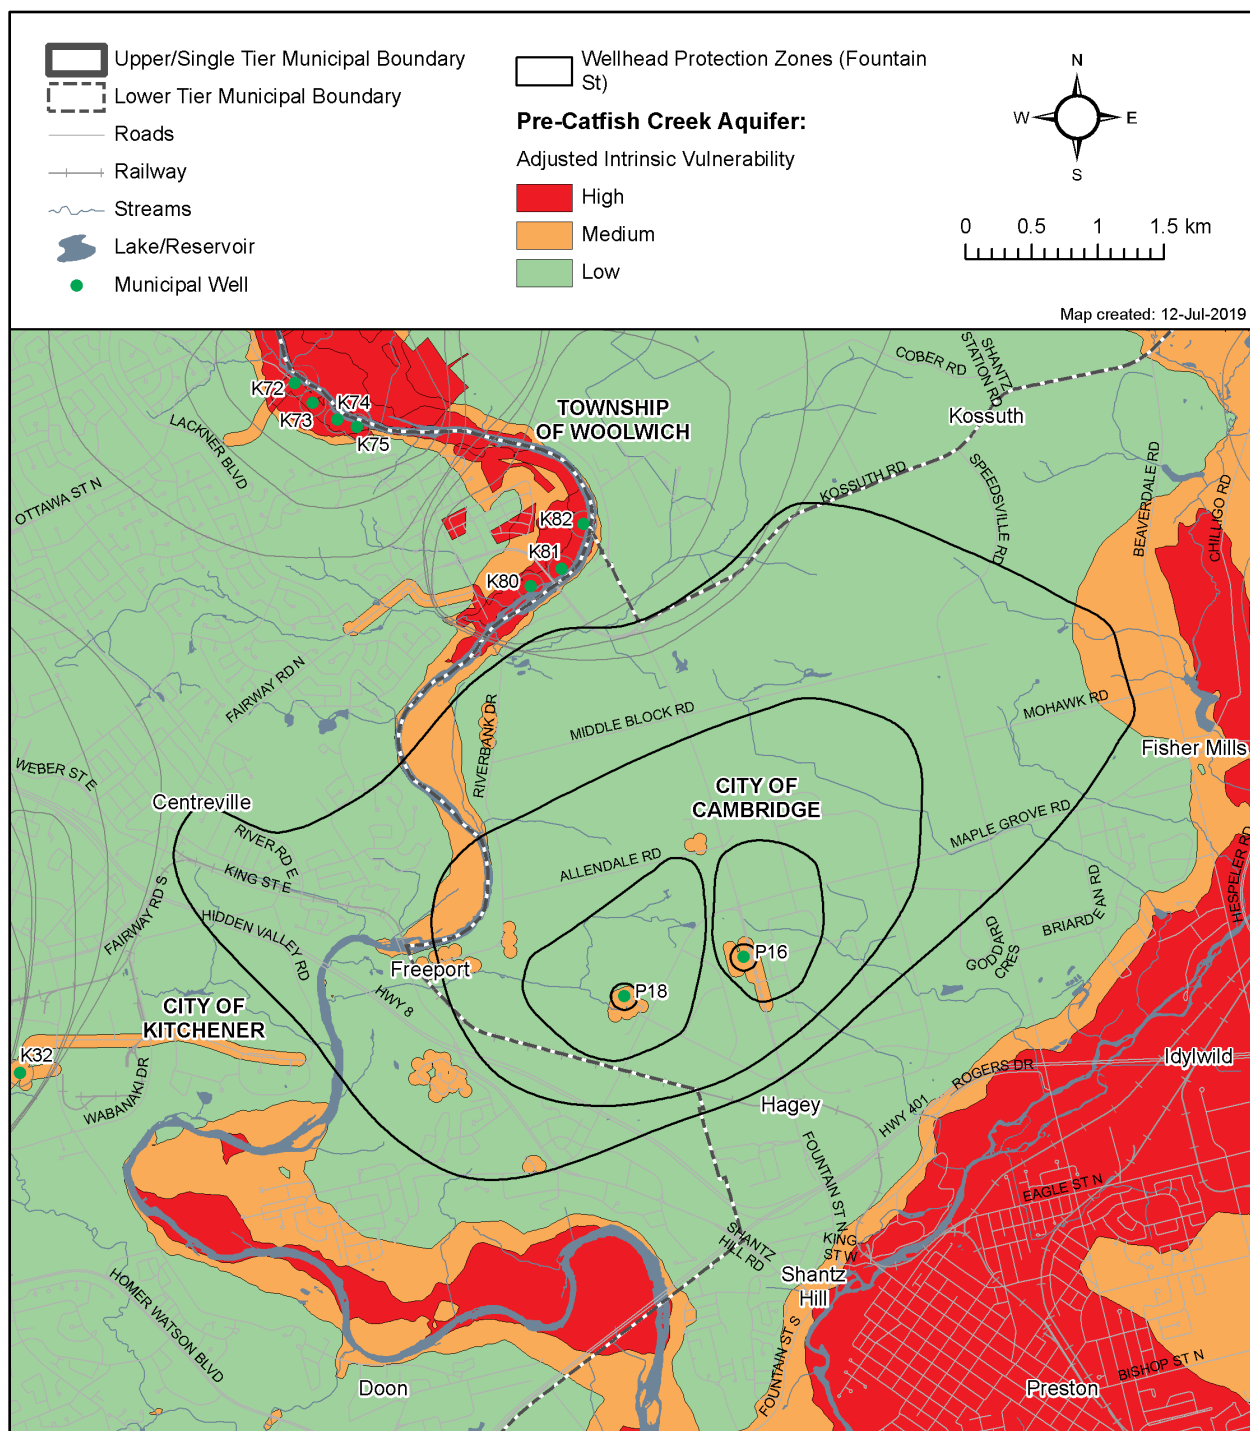 Upper/Single Tier Municipal Boundary
Lower Tier Municipal Boundary
Roads
Railway
Streams
Lake/Reservoir
Municipal Well
Wellhead Protection Zones (Fountain
St)
Pre-Catfish Creek Aquifer:
Adjusted Intrinsic Vulnerability
High
Medium
Low
N
W E
S
0 0.5 1 1.5 km
Map created: 12-Jul-2019
COBER RD
SHANTZ
STATION RD
Kossuth
K72
K73
K74
K75
TOWNSHIP
OF WOOLWICH
LACKNER BLVD
OTTAWA ST N
KOSSUTH RD
SPEEDSVILLE RD
BEAVERDALE RD
CHILLIGO RD
K82
K81
K80
FAIRWAY RD N
RIVERBANK DR
MIDDLE BLOCK RD
MOHAWK RD
Fisher Mills
WEBER ST E
Centreville
CITY OF
CAMBRIDGE
RIVER RD E
KING ST E
ALLENDALE RD
MAPLE GROVE RD
HESPELER RD
FAIRWAY RD S
HIDDEN VALLEY RD
BRIARDEAN RD
GODDARD
CRES
P16
Freeport
P18
HWY 8
CITY OF
KITCHENER
K32
WABANAKI DR
Idylwild
ROGERS DR
Hagey
HWY 401
FOUNTAIN ST N
EAGLE ST N
SHANTZ
HILL RD
KING
ST W
Shantz
Hill
HOMER WATSON BLVD
FOUNTAIN ST S
BISHOP ST N
Doon
Preston